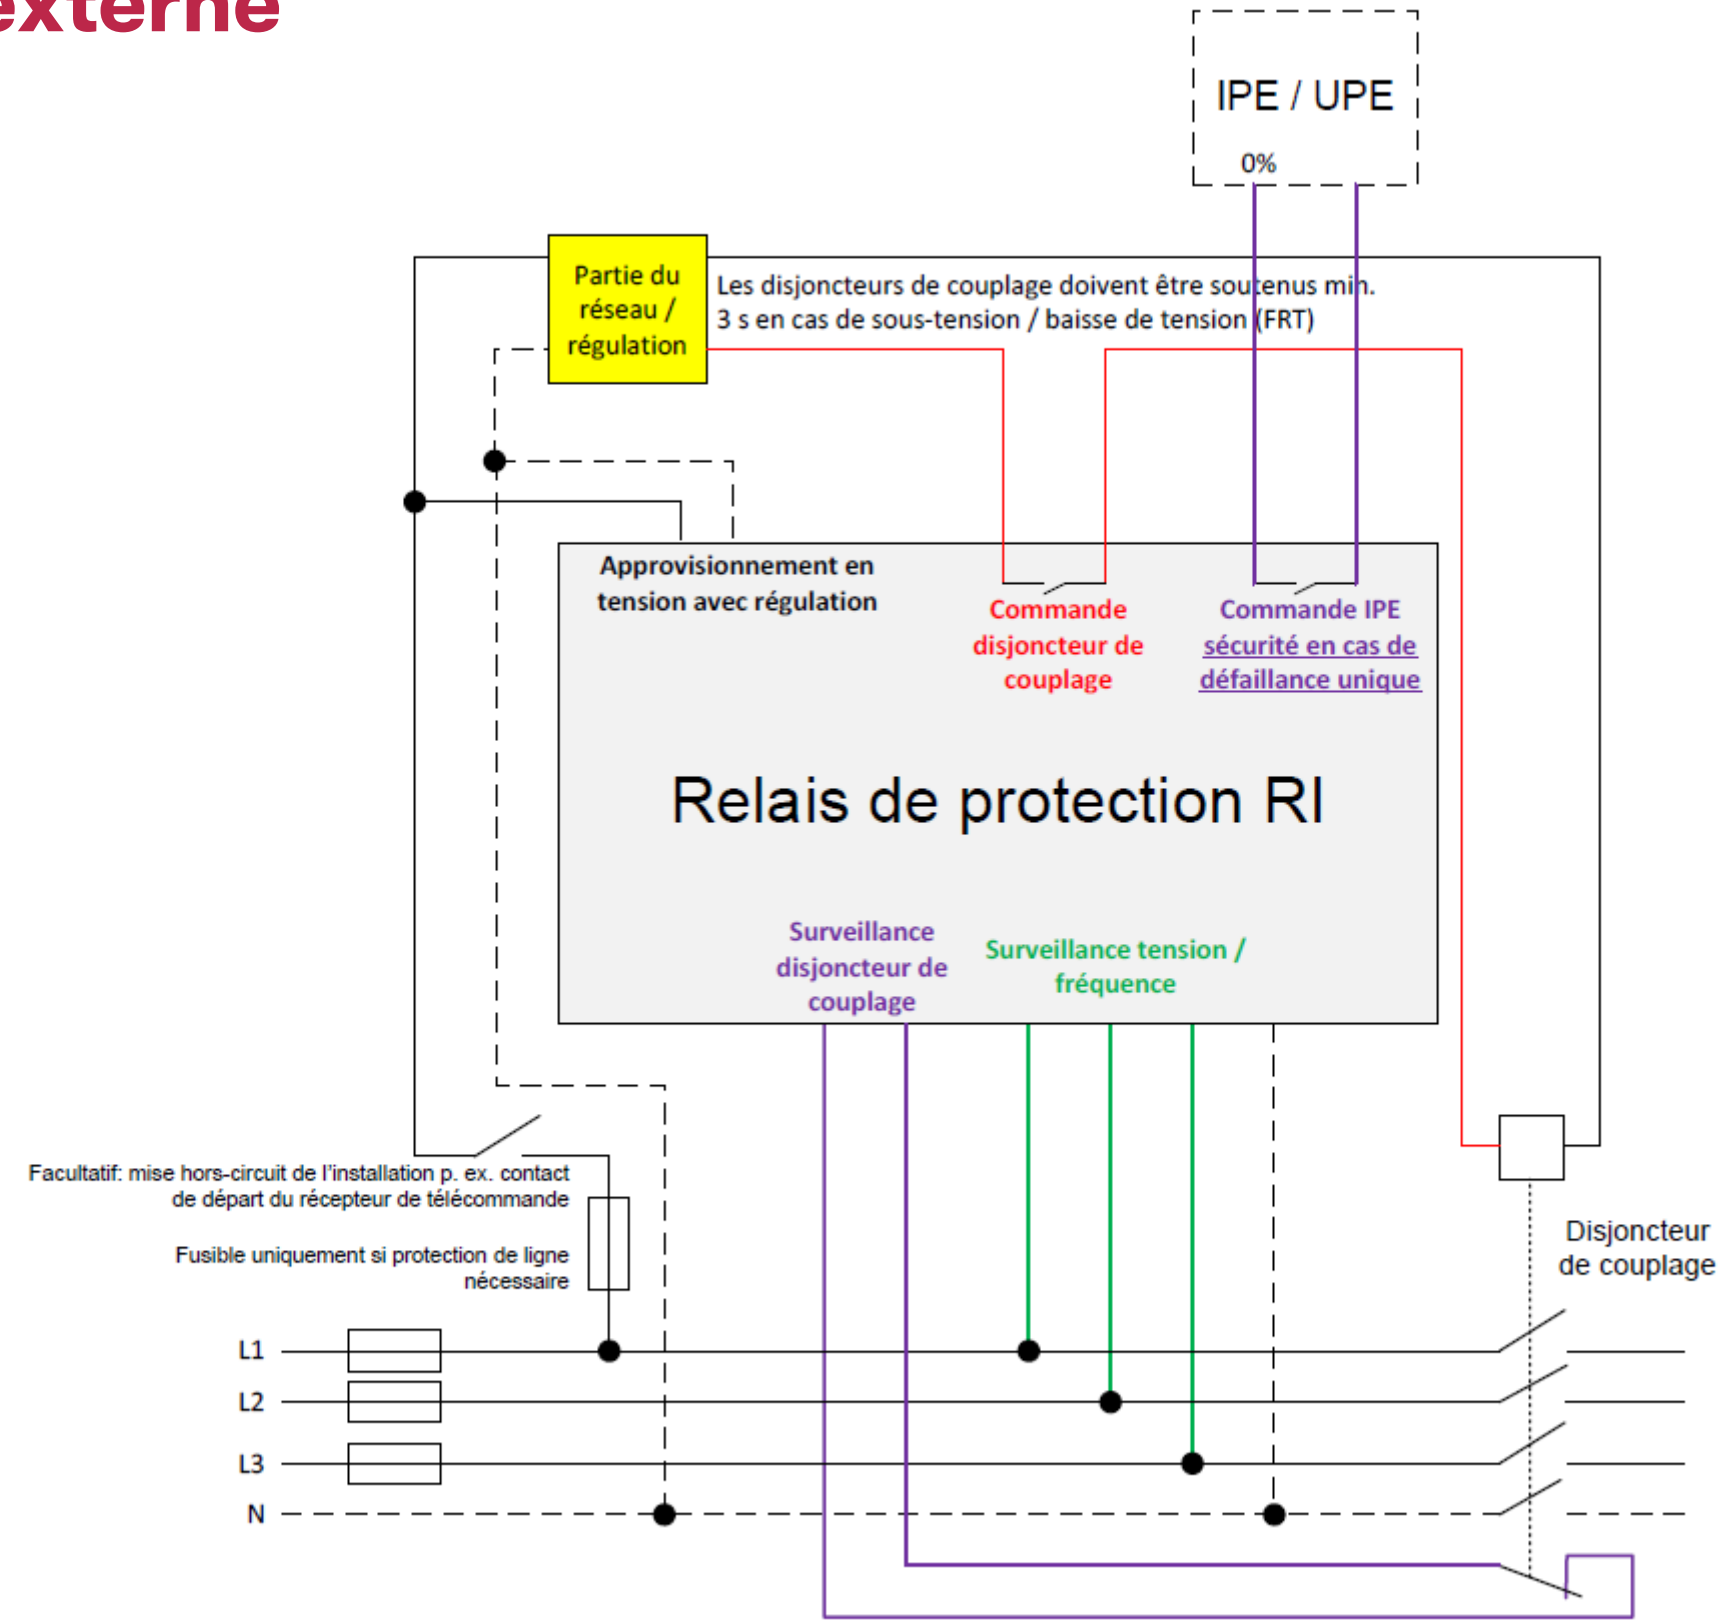 externe
IPE / UPE
0%
Partie du
réseau /
régulation
Les disjoncteurs de couplage doivent être soutenus min.
3 s en cas de sous-tension / baisse de tension (FRT)
Approvisionnement en
tension avec régulation
Commande
disjoncteur de
couplage
Commande IPE
sécurité en cas de
défaillance unique
Relais de protection RI
Surveillance
disjoncteur de
couplage
Surveillance tension /
fréquence
Facultatif: mise hors-circuit de l'installation p. ex. contact
de départ du récepteur de télécommande
Fusible uniquement si protection de ligne
nécessaire
Disjoncteur
de couplage
L1
L2
L3
N